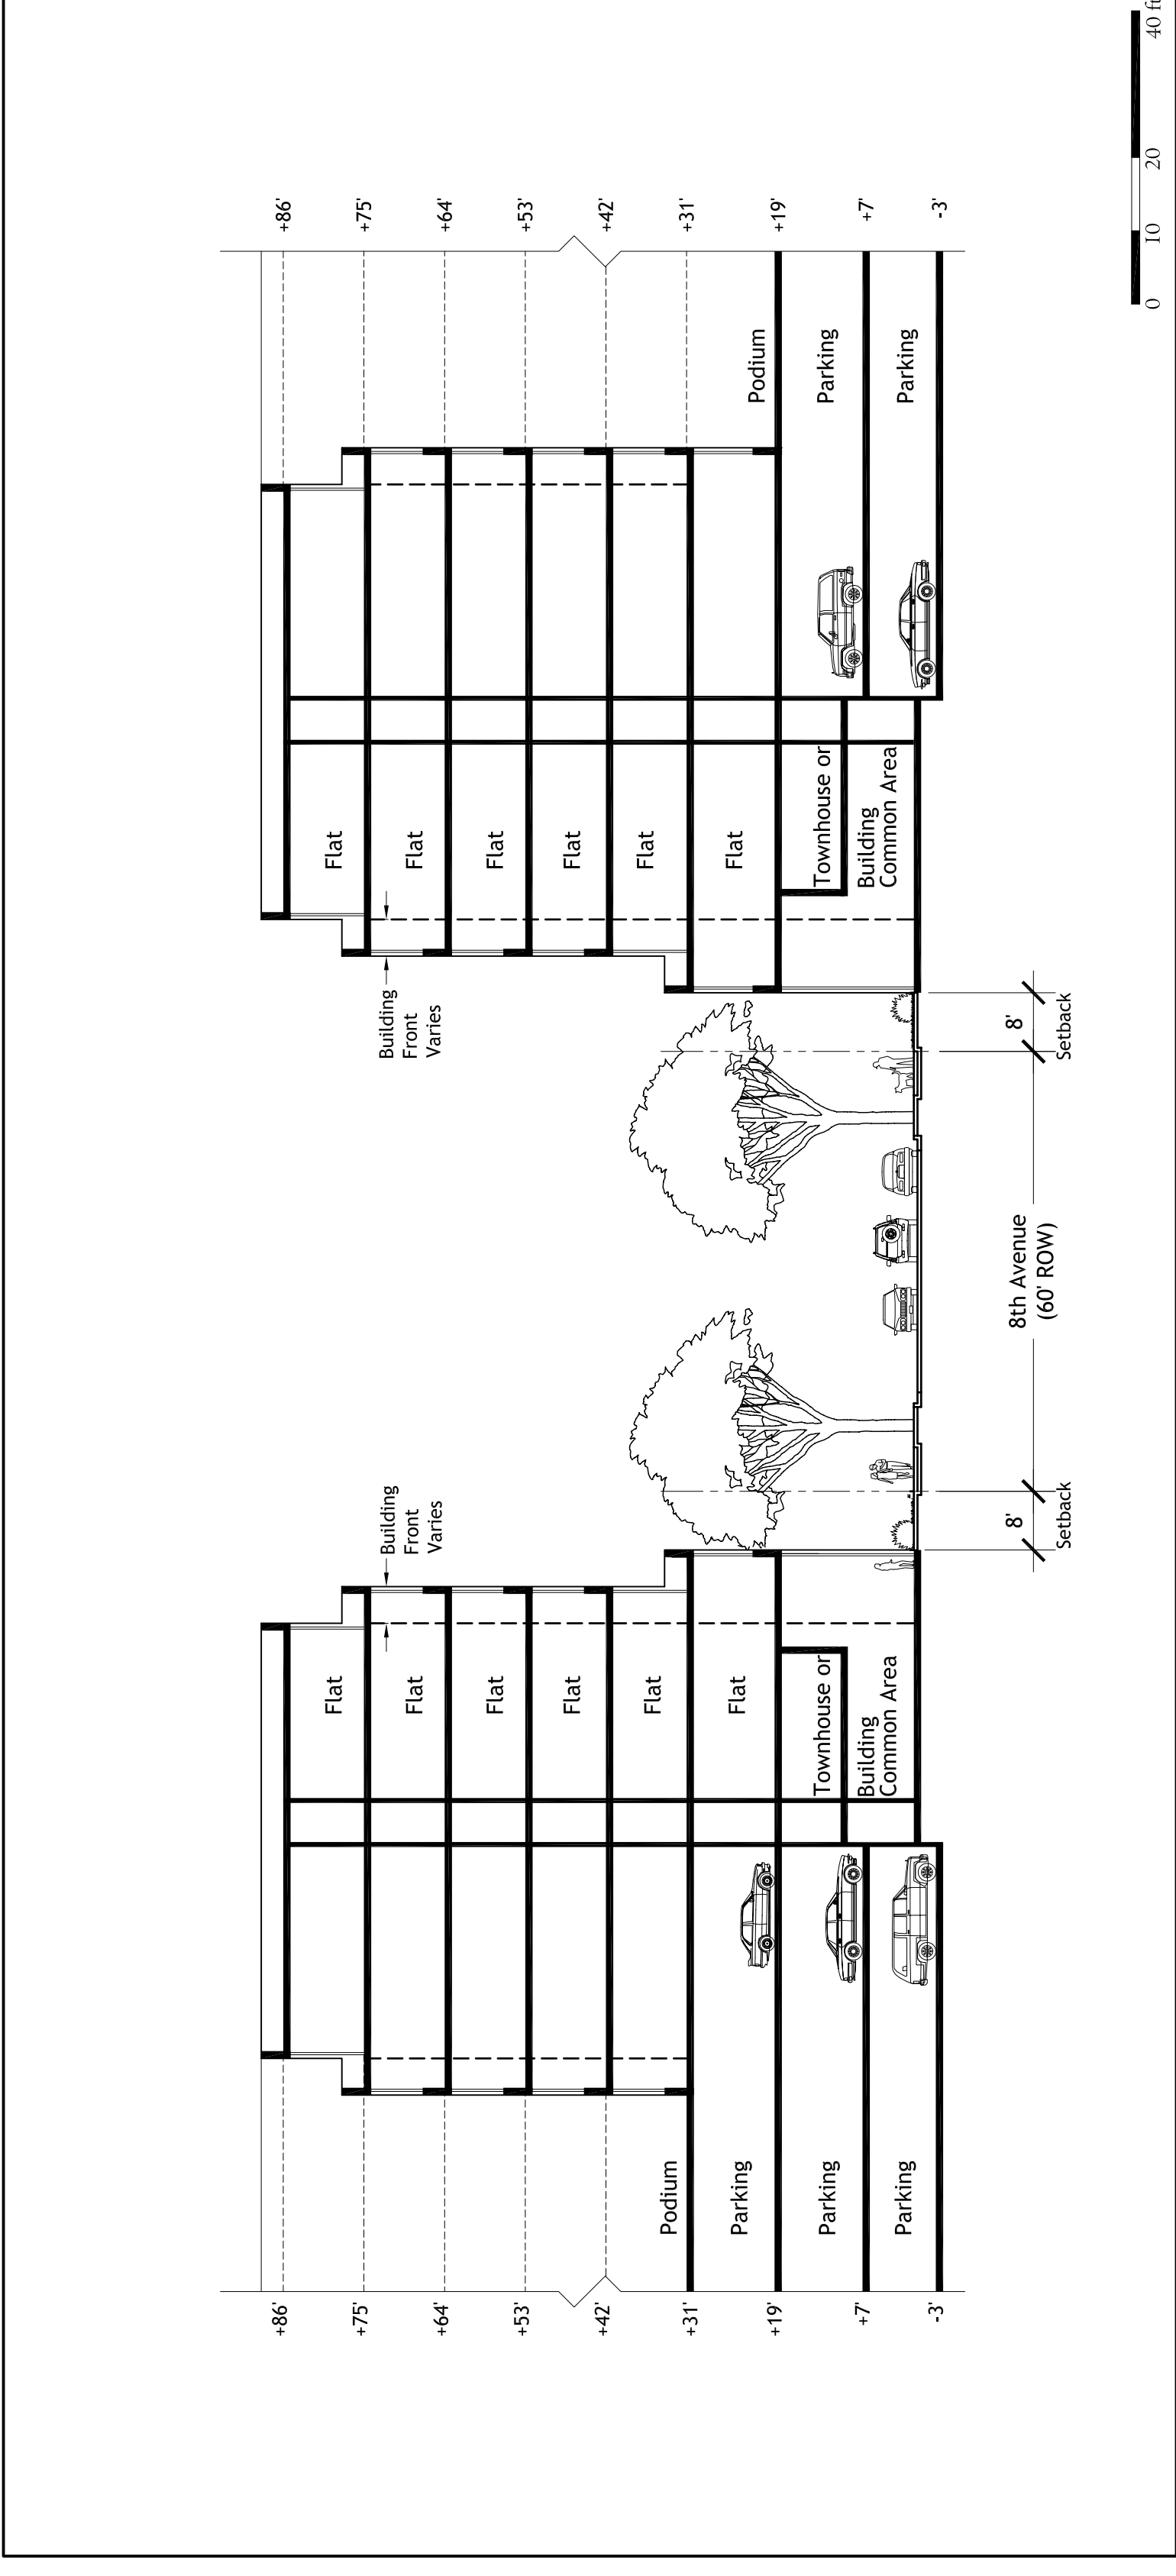 +86'
+75'
+64'
+53'
+42'
+31'
+19'
+7'
-3'
Podium
Parking
Parking
Parking
Flat
Flat
Flat
Flat
Flat
Flat
Townhouse or
Building
Common Area
Building
Front
Varies
8'
Setback
8th Avenue
(60' ROW)
8'
Setback
Building
Front
Varies
Flat
Flat
Flat
Flat
Flat
Flat
Townhouse or
Building
Common Area
Podium
Parking
Parking
+86'
+75'
+64'
+53'
+42'
+31'
+19'
+7'
-3'
0 10 20 40 ft